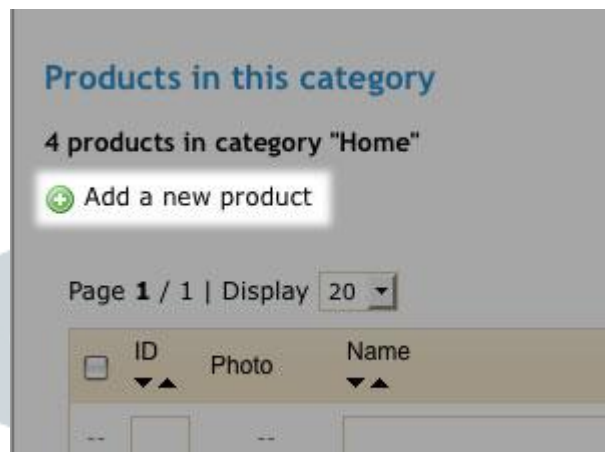 Products in this category
4 products in category "Home"
Add a new product
Page 1 / 1 | Display 20
ID Photo Name
-- --